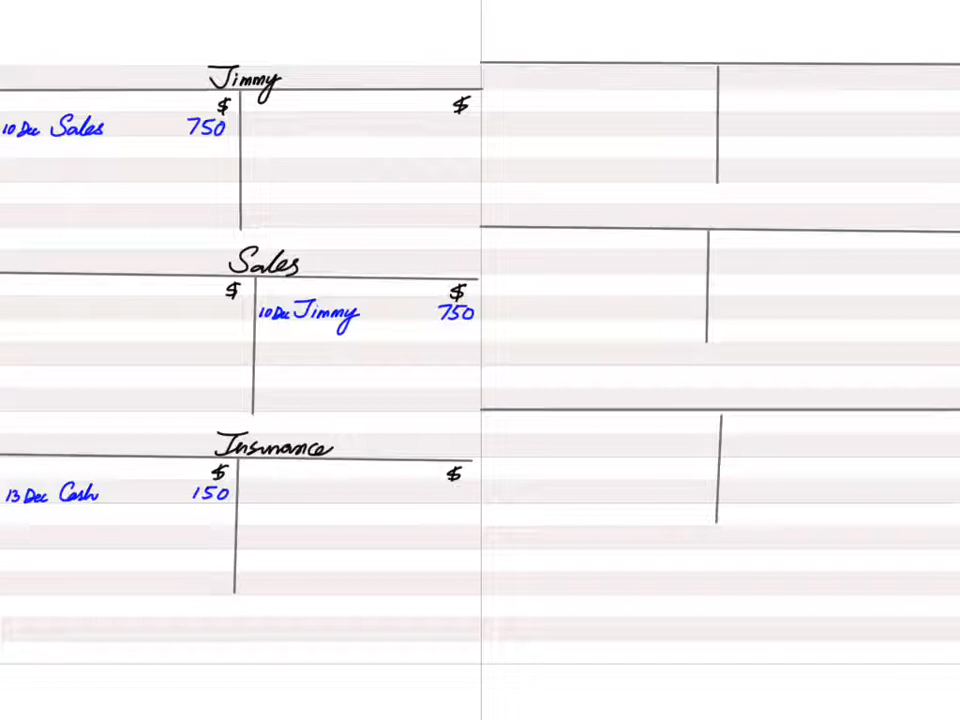 Jimmy
$ $
10 Dec Sales 750
Sales
$ $
10 Dec Jimmy 750
Insurance
$ $
13 Dec Cash 150